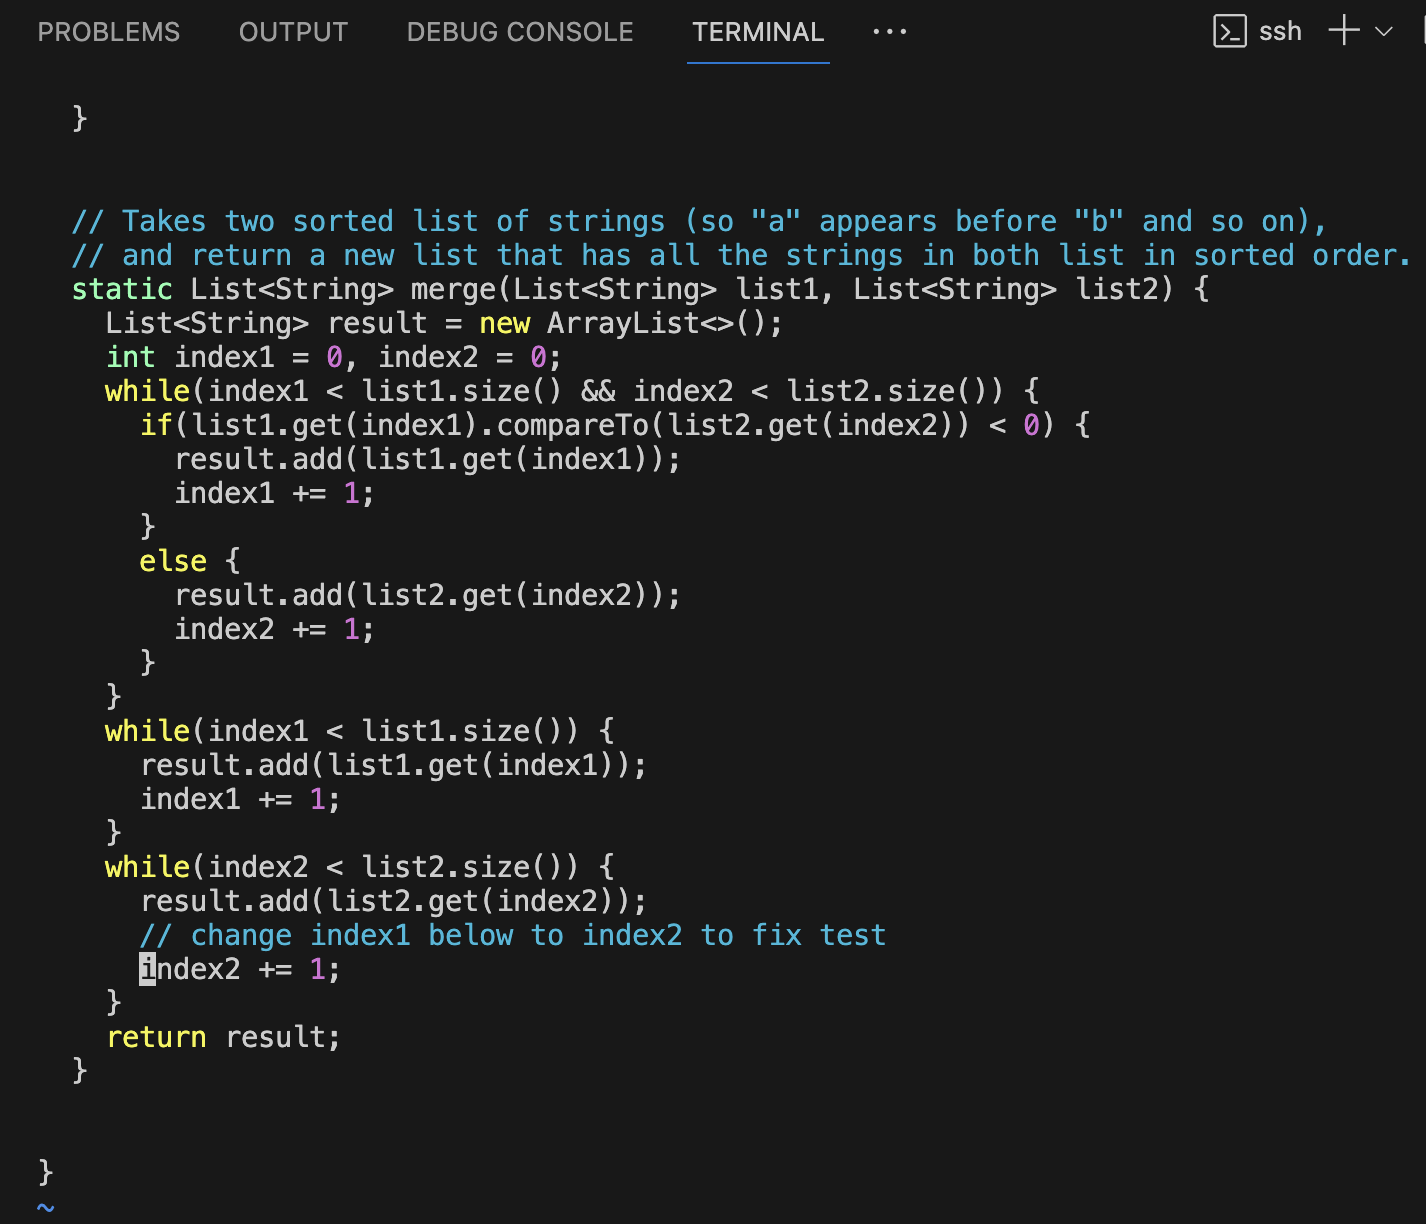 PROBLEMS OUTPUT DEBUG CONSOLE TERMINAL ... ssh
}
// Takes two sorted list of strings (so "a" appears before "b" and so on),
// and return a new list that has all the strings in both list in sorted order.
static List<String> merge(List<String> list1, List<String> list2) {
List<String> result = new ArrayList<>();
int index1 = 0, index2 = 0;
while(index1 < list1.size() && index2 < list2.size()) {
if(list1.get(index1).compareTo(list2.get(index2)) < 0) {
result.add(list1.get(index1));
index1 += 1;
}
else {
result.add(list2.get(index2));
index2 += 1;
}
}
while(index1 < list1.size()) {
result.add(list1.get(index1));
index1 += 1;
}
while(index2 < list2.size()) {
result.add(list2.get(index2));
// change index1 below to index2 to fix test
index2 += 1;
}
return result;
}
}
~